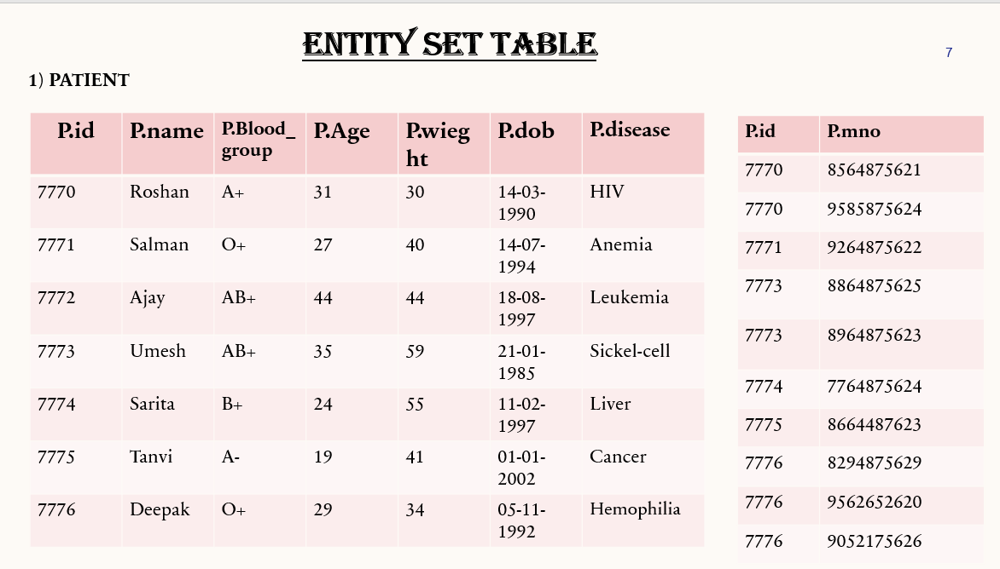 ENTITY SET TABLE
7
1) PATIENT
P.id P.name P.Blood_ P.Age P.wieg P.dob P.disease
group ht
7770 Roshan A+ 31 30 14-03- HIV
1990
7771 Salman O+ 27 40 14-07- Anemia
1994
7772 Ajay AB+ 44 44 18-08- Leukemia
1997
7773 Umesh AB+ 35 59 21-01- Sickel-cell
1985
7774 Sarita B+ 24 55 11-02- Liver
1997
7775 Tanvi A- 19 41 01-01- Cancer
2002
7776 Deepak O+ 29 34 05-11- Hemophilia
1992
P.id P.mno
7770 8564875621
7770 9585875624
7771 9264875622
7773 8864875625
7773 8964875623
7774 7764875624
7775 8664487623
7776 8294875629
7776 9562652620
7776 9052175626